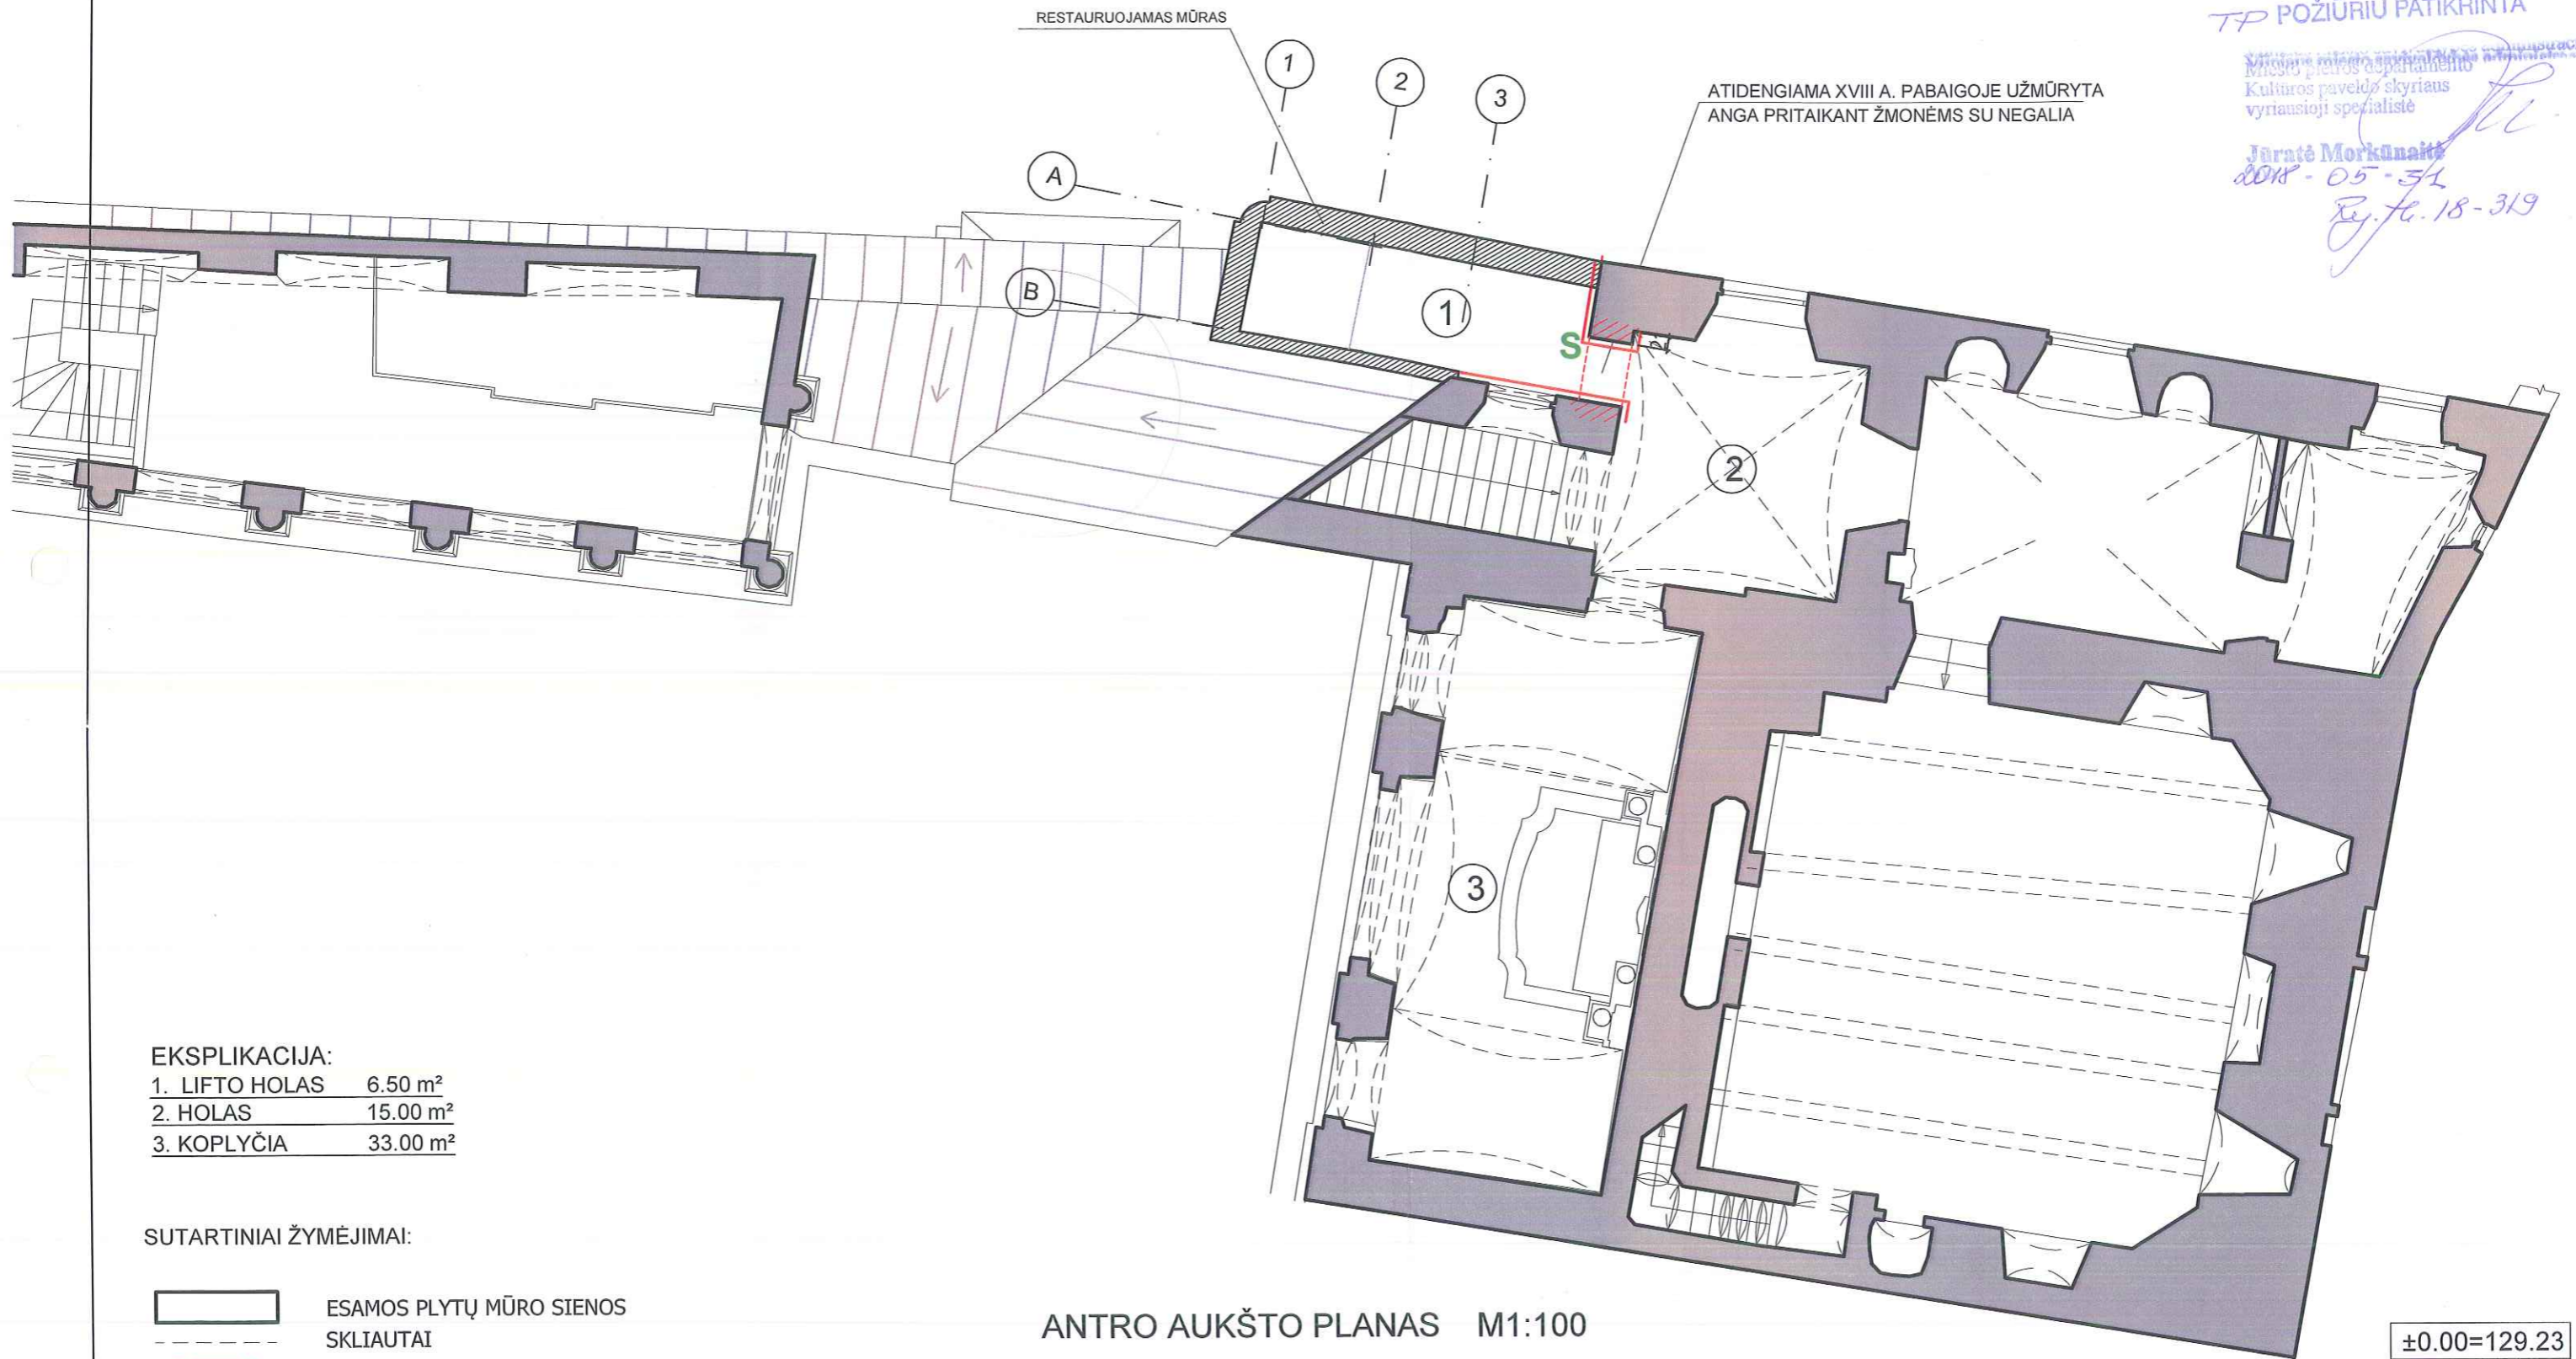 RESTAURUOJAMAS MŪRAS
TP POŽIŪRIU PATIKRINTA
Miesto plėtros departamento
Kultūros paveldo skyriaus
vyriausioji specialistė
Jūratė Morkūnaitė
2018-05-31
18-319
1
2
3
ATIDENGIAMA XVIII A. PABAIGOJE UŽMŪRYTA
ANGA PRITAIKANT ŽMONĖMS SU NEGALIA
A
B
1
S
21
2
3
EKSPLIKACIJA:
1. LIFTO HOLAS 6.50 m²
2. HOLAS 15.00 m²
3. KOPLYČIA 33.00 m²
SUTARTINIAI ŽYMĖJIMAI:
ESAMOS PLYTŲ MŪRO SIENOS
SKLIAUTAI
ANTRO AUKŠTO PLANAS M1:100
±0.00=129.23